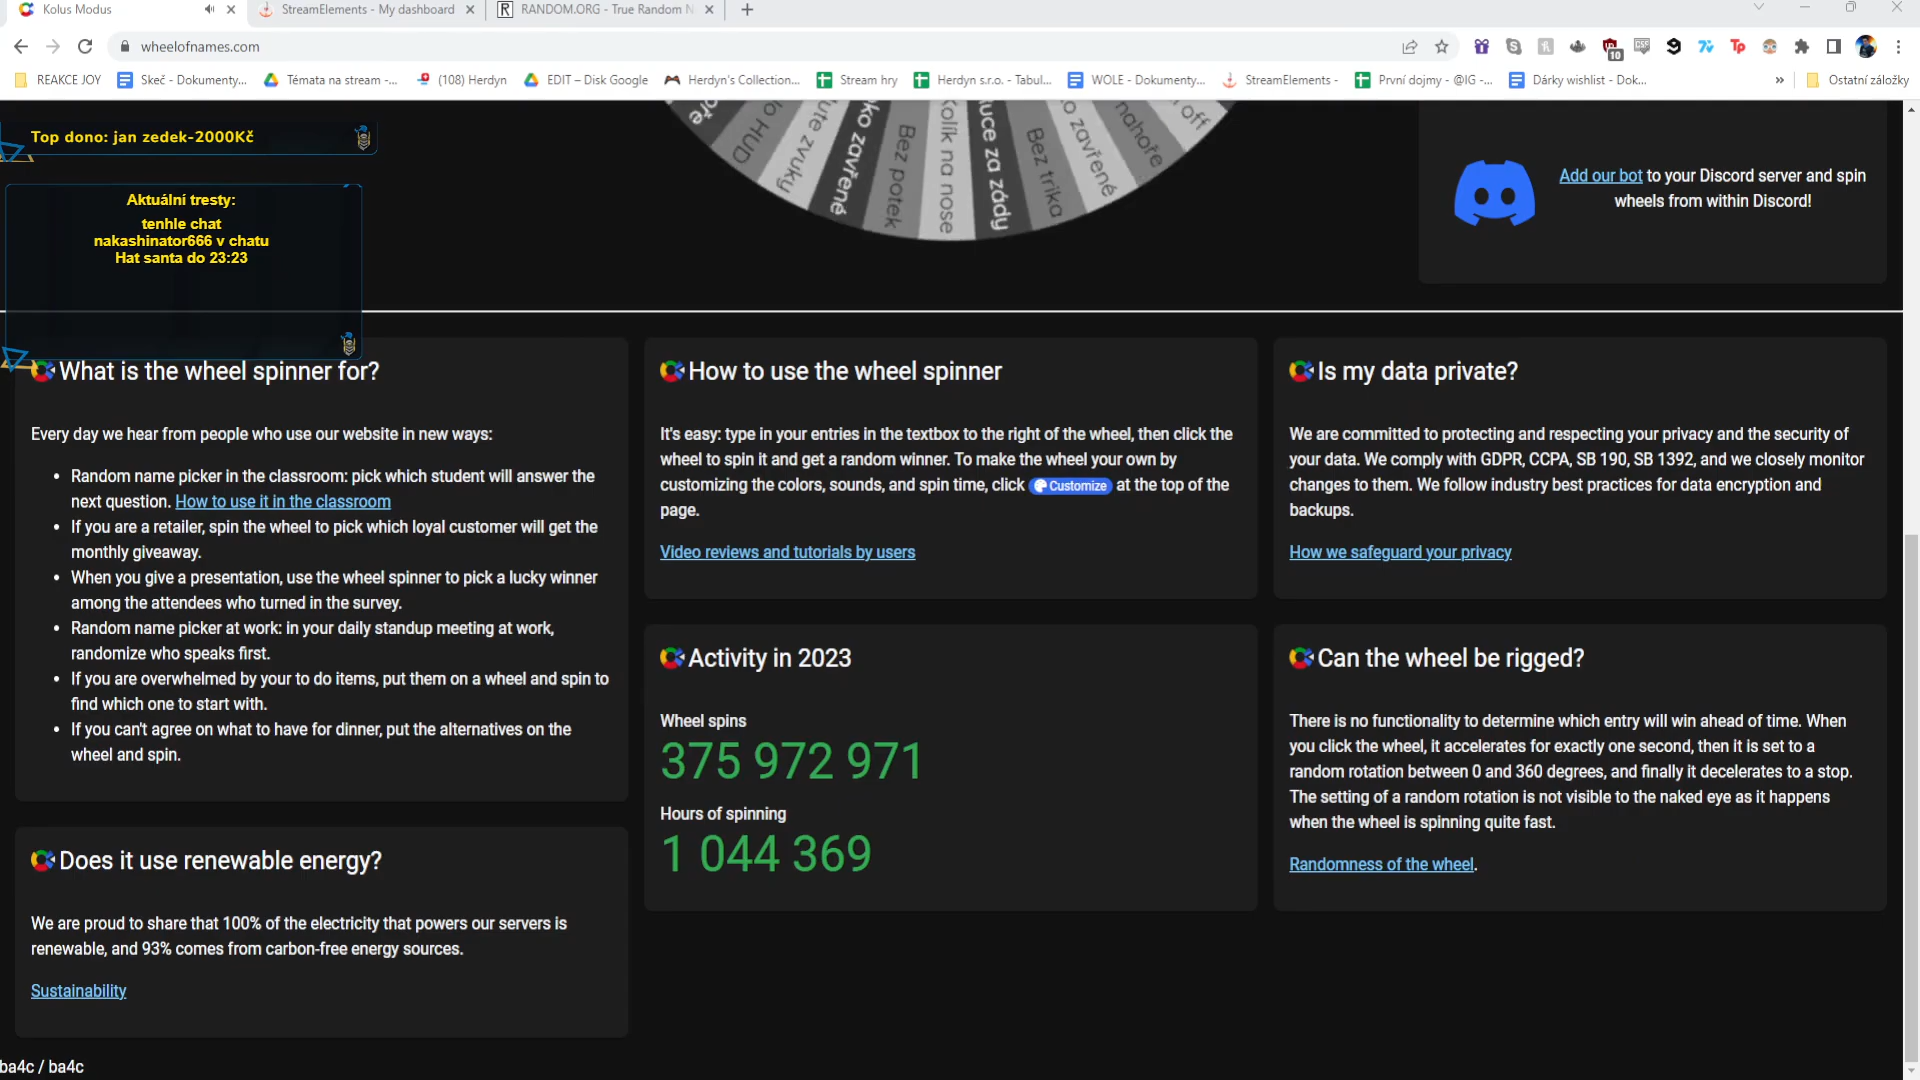 Kolus Modus
StreamElements - My dashboard
RANDOM.ORG - True Random N
wheelofnames.com
10
REAKCE JOY
Skeč - Dokumenty...
Témata na stream -...
(108) Herdyn
EDIT – Disk Google
Herdyn's Collection...
Stream hry
Herdyn s.r.o. - Tabul...
WOLE - Dokumenty...
StreamElements -
První dojmy - @IG -...
Dárky wishlist - Dok...
»
Ostatní záložky
Top dono: jan zedek-2000Kč
Aktuální tresty:
tenhle chat
nakashinator666 v chatu
Hat santa do 23:23
HUD
zvuky
zavřené
Bez potek
Kolík na nose
uce za zády
Bez trika
o zavřené
nahoře
off
Add our bot to your Discord server and spin
wheels from within Discord!
What is the wheel spinner for?
Every day we hear from people who use our website in new ways:
• Random name picker in the classroom: pick which student will answer the
next question. How to use it in the classroom
• If you are a retailer, spin the wheel to pick which loyal customer will get the
monthly giveaway.
• When you give a presentation, use the wheel spinner to pick a lucky winner
among the attendees who turned in the survey.
• Random name picker at work: in your daily standup meeting at work,
randomize who speaks first.
• If you are overwhelmed by your to do items, put them on a wheel and spin to
find which one to start with.
• If you can't agree on what to have for dinner, put the alternatives on the
wheel and spin.
Does it use renewable energy?
We are proud to share that 100% of the electricity that powers our servers is
renewable, and 93% comes from carbon-free energy sources.
Sustainability
How to use the wheel spinner
It's easy: type in your entries in the textbox to the right of the wheel, then click the
wheel to spin it and get a random winner. To make the wheel your own by
customizing the colors, sounds, and spin time, click Customize at the top of the
page.
Video reviews and tutorials by users
Activity in 2023
Wheel spins
375 972 971
Hours of spinning
1 044 369
Is my data private?
We are committed to protecting and respecting your privacy and the security of
your data. We comply with GDPR, CCPA, SB 190, SB 1392, and we closely monitor
changes to them. We follow industry best practices for data encryption and
backups.
How we safeguard your privacy
Can the wheel be rigged?
There is no functionality to determine which entry will win ahead of time. When
you click the wheel, it accelerates for exactly one second, then it is set to a
random rotation between 0 and 360 degrees, and finally it decelerates to a stop.
The setting of a random rotation is not visible to the naked eye as it happens
when the wheel is spinning quite fast.
Randomness of the wheel.
ba4c / ba4c